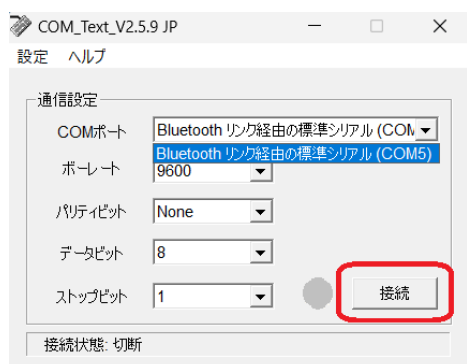 COM_Text_V2.5.9 JP
設定 ヘルプ
通信設定
COMポート Bluetooth リンク経由の標準シリアル (COM
Bluetooth リンク経由の標準シリアル (COM5)
ボーレート 9600
パリティビット None
データビット 8
ストップビット 1 接続
接続状態: 切断